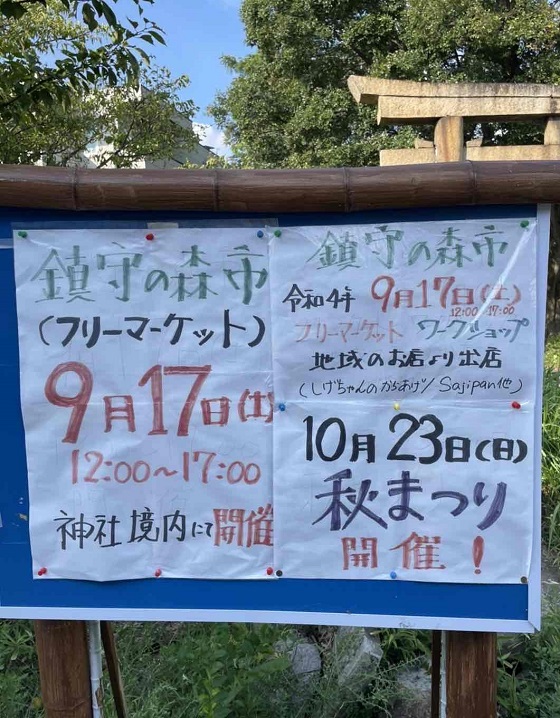 鎮守の森市
(フリーマーケット)
9月17日(土)
12:00〜17:00
神社境内にて開催
鎮守の森市
令和4年 9月17日(土)
12:00〜17:00
フリーマーケット ワークショップ
地域のお店より出店
(しげちゃんのからあげ/Sajipan他)
10月23日(日)
秋まつり
開催!